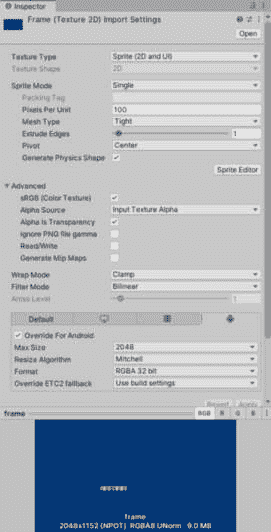 Inspector
Frame (Texture 2D) Import Settings
Open
Texture Type Sprite (2D and UI)
Texture Shape 2D
Sprite Mode Single
Packing Tag
Pixels Per Unit 100
Mesh Type Tight
Extrude Edges 1
Pivot Center
Generate Physics Shape
Sprite Editor
Advanced
sRGB (Color Texture)
Alpha Source Input Texture Alpha
Alpha Is Transparency
Ignore PNG file gamma
Read/Write
Generate Mip Maps
Wrap Mode Clamp
Filter Mode Bilinear
Aniso Level 1
Default
Override For Android
Max Size 2048
Resize Algorithm Mitchell
Format RGBA 32 bit
Override ETC2 fallback Use build settings
Revert Apply
frame RGB R G B
frame
2048x1152 (NPOT) RGBA8 UNorm 9.0 MB